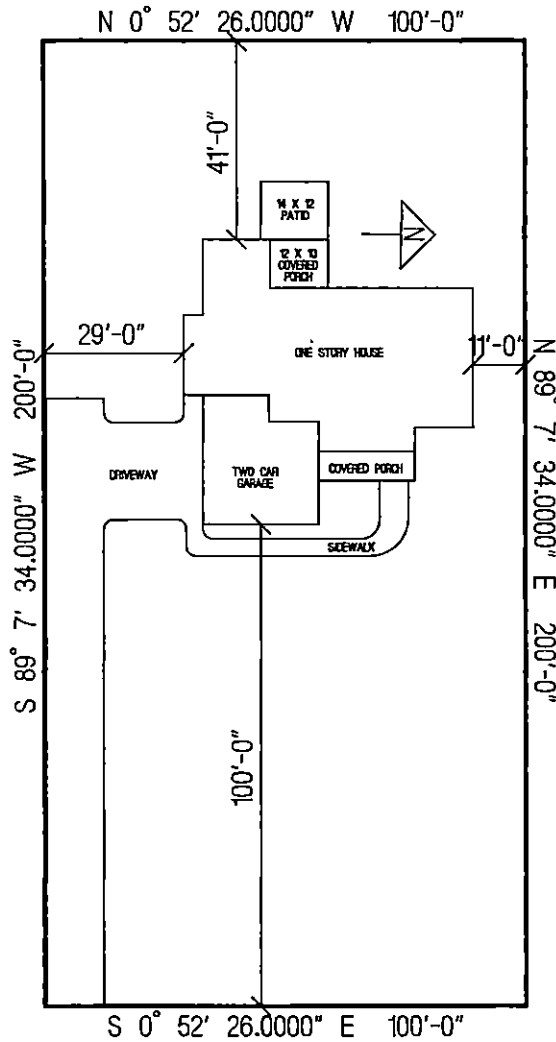 N 0° 52' 26.0000" W 100'-0"
41'-0"
14 X 12
PATIO
N
12 X 10
COVERED
PORCH
29'-0"
ONE STORY HOUSE
11'-0"
S 89° 7' 34.0000" W 200'-0"
N 89° 7' 34.0000" E 200'-0"
DRIVEWAY
TWO CAR
GARAGE
COVERED PORCH
SIDEWALK
100'-0"
S 0° 52' 26.0000" E 100'-0"